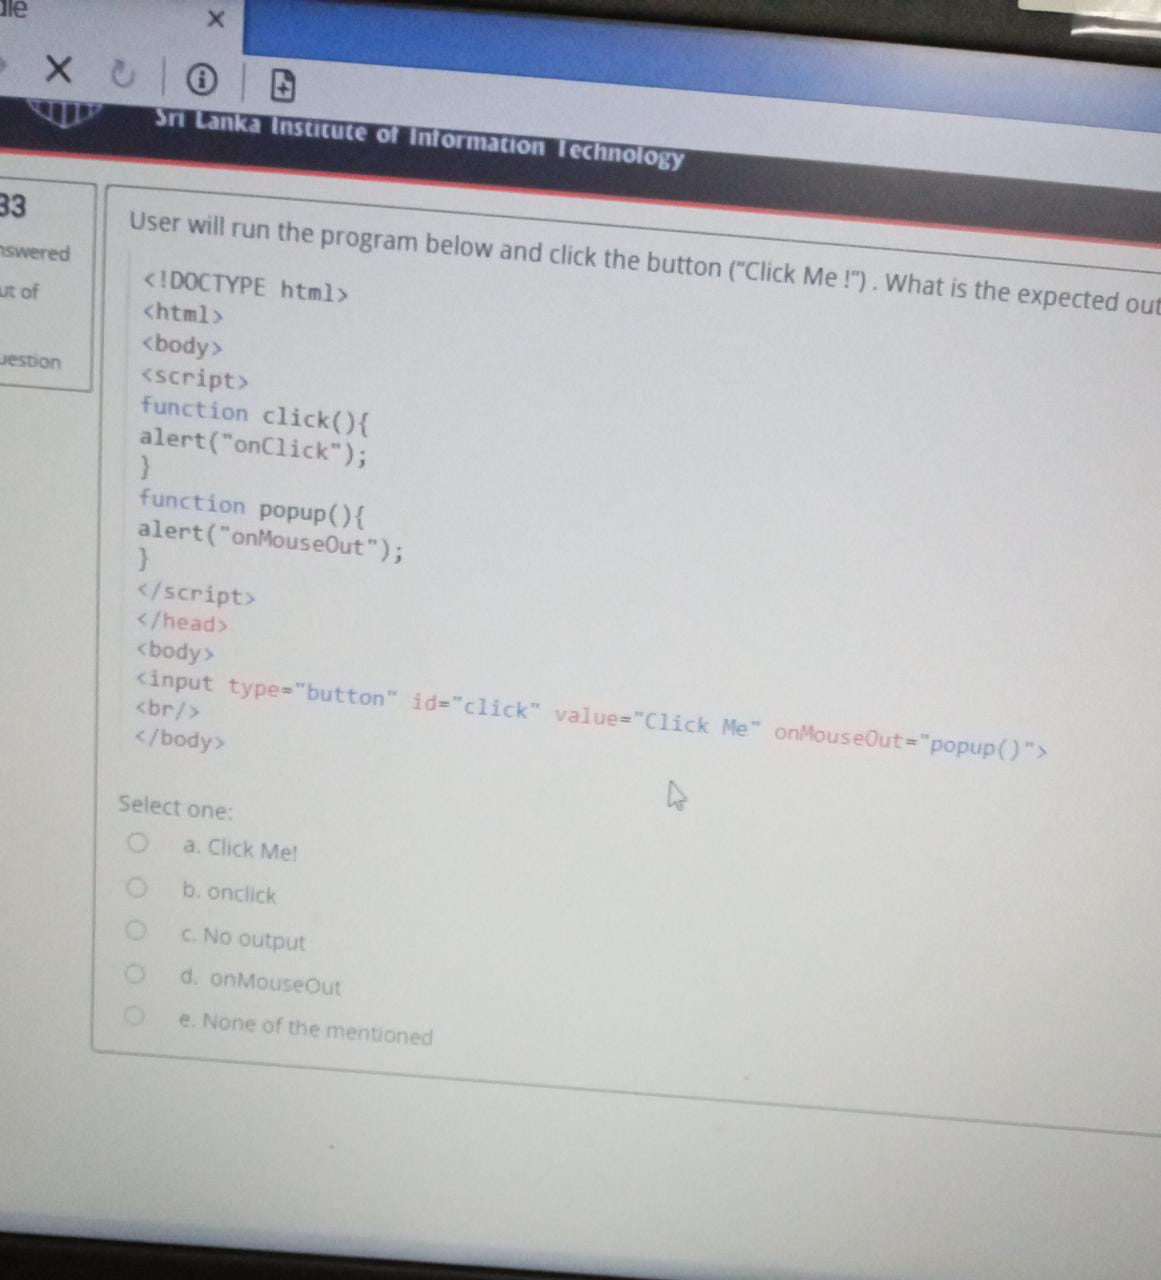 Sri Lanka Institute of Information Technology
33
ut of
User will run the program below and click the button ("Click Me !") . What is the expected out
<!DOCTYPE html>
<html>
<body>
<script>
function click(){
alert("onClick");
}
function popup(){
alert("onMouseOut");
}
</script>
</head>
<body>
<input type="button" id="click" value="Click Me" onMouseOut="popup()">
<br/>
</body>
Select one:
a. Click Me!
b. onclick
c. No output
d. onMouseOut
e. None of the mentioned